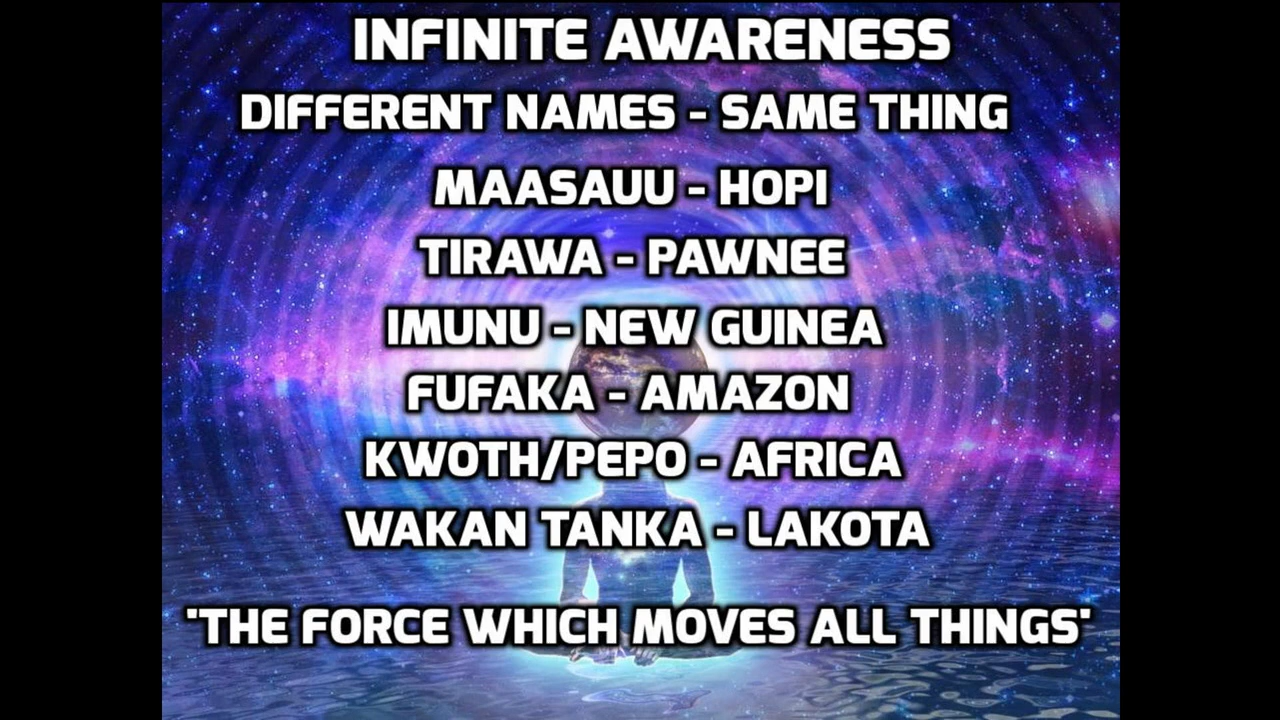 INFINITE AWARENESS
DIFFERENT NAMES - SAME THING
MAASAUU - HOPI
TIRAWA - PAWNEE
IMUNU - NEW GUINEA
FUFAKA - AMAZON
KWOTH/PEPO - AFRICA
WAKAN TANKA - LAKOTA
'THE FORCE WHICH MOVES ALL THINGS'